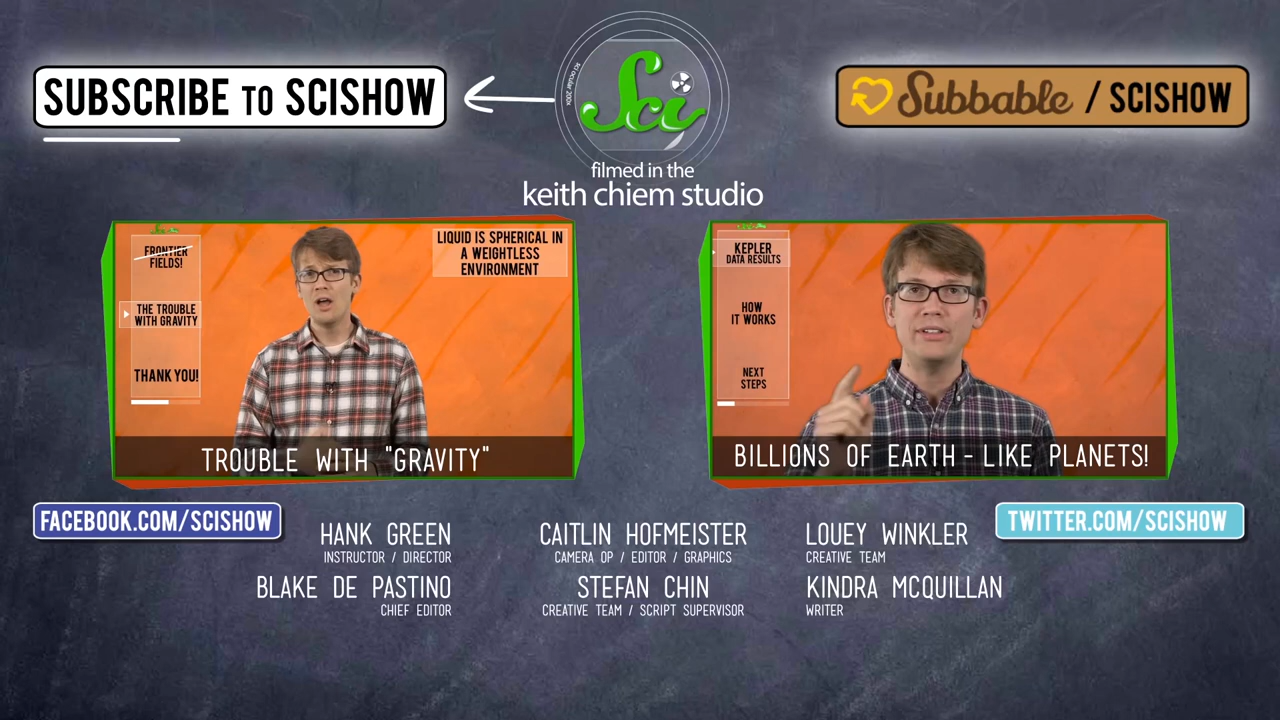 SUBSCRIBE TO SCISHOW
Sci
Subbable / SCISHOW
filmed in the
keith chiem studio
FRONTIER
FIELDS!
THE TROUBLE
WITH GRAVITY
THANK YOU!
LIQUID IS SPHERICAL IN
A WEIGHTLESS
ENVIRONMENT
TROUBLE WITH "GRAVITY"
KEPLER
DATA RESULTS
HOW
IT WORKS
NEXT
STEPS
BILLIONS OF EARTH - LIKE PLANETS!
FACEBOOK.COM/SCISHOW
TWITTER.COM/SCISHOW
HANK GREEN
INSTRUCTOR / DIRECTOR
CAITLIN HOFMEISTER
CAMERA OP / EDITOR / GRAPHICS
LOUEY WINKLER
CREATIVE TEAM
BLAKE DE PASTINO
CHIEF EDITOR
STEFAN CHIN
CREATIVE TEAM / SCRIPT SUPERVISOR
KINDRA MCQUILLAN
WRITER